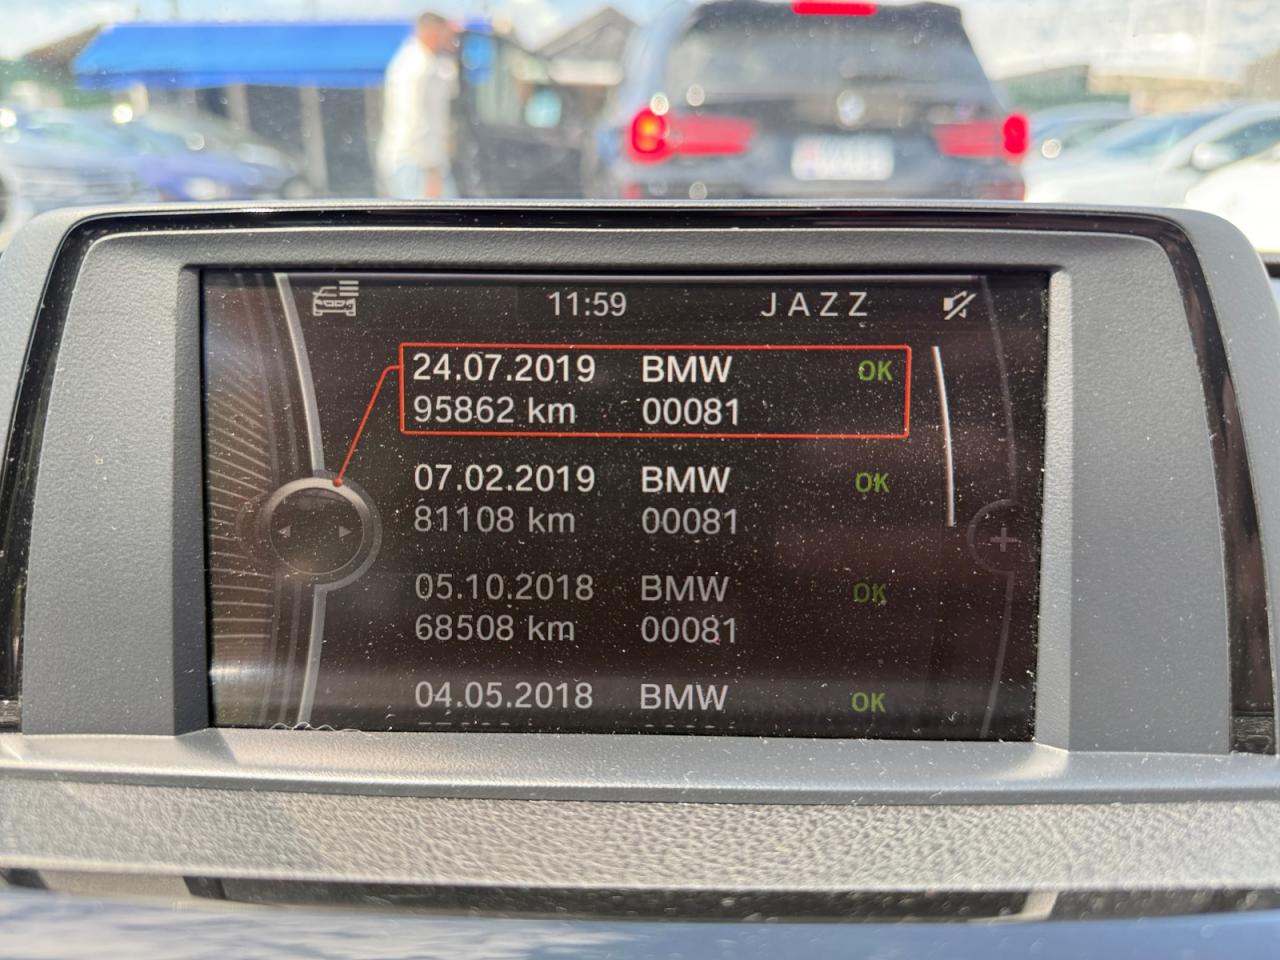 11:59 JAZZ
24.07.2019 BMW OK
95862 km 00081
07.02.2019 BMW OK
81108 km 00081
05.10.2018 BMW OK
68508 km 00081
04.05.2018 BMW OK